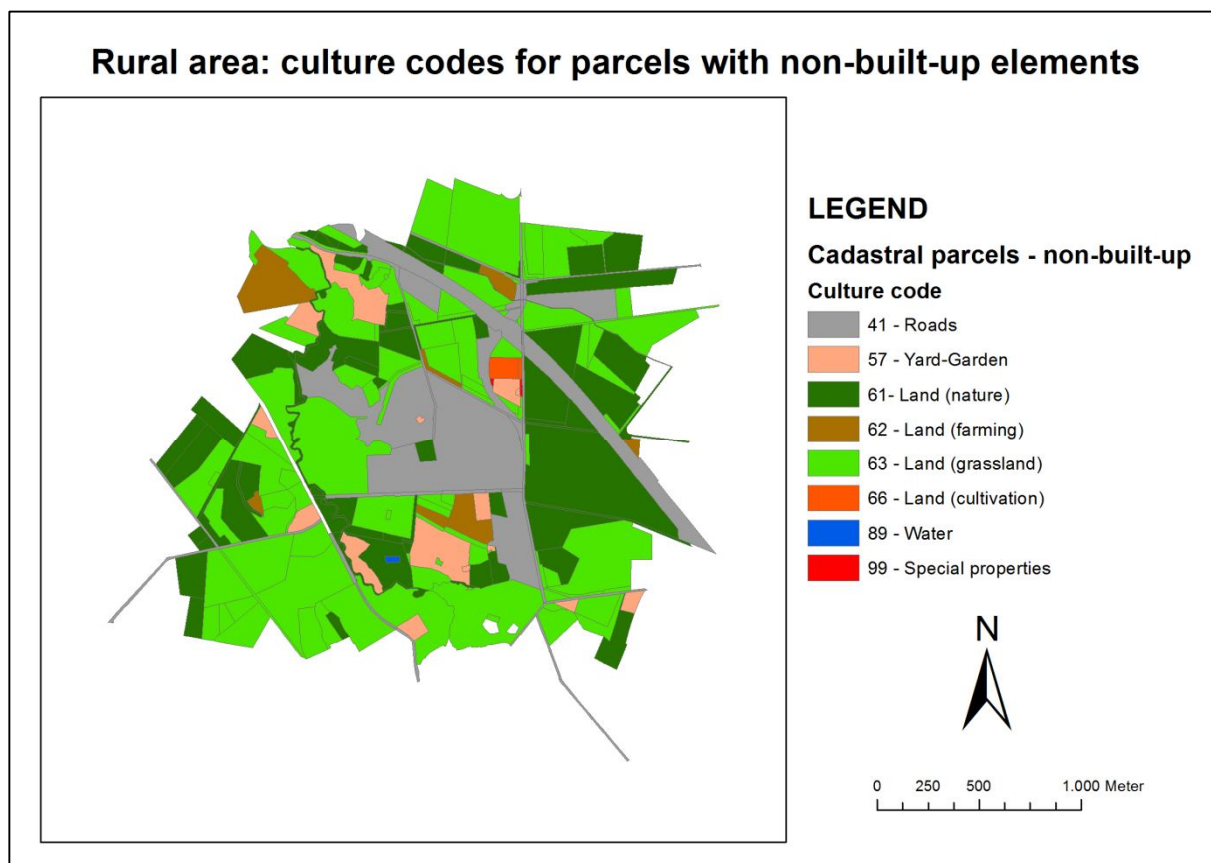 Rural area: culture codes for parcels with non-built-up elements
LEGEND
Cadastral parcels - non-built-up
Culture code
41 - Roads
57 - Yard-Garden
61- Land (nature)
62 - Land (farming)
63 - Land (grassland)
66 - Land (cultivation)
89 - Water
99 - Special properties
N
0 250 500 1.000 Meter